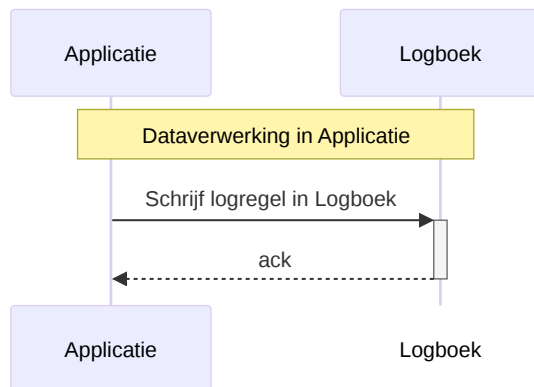 Applicatie
Logboek
Dataverwerking in Applicatie
Schrijf logregel in Logboek
ack
Applicatie
Logboek